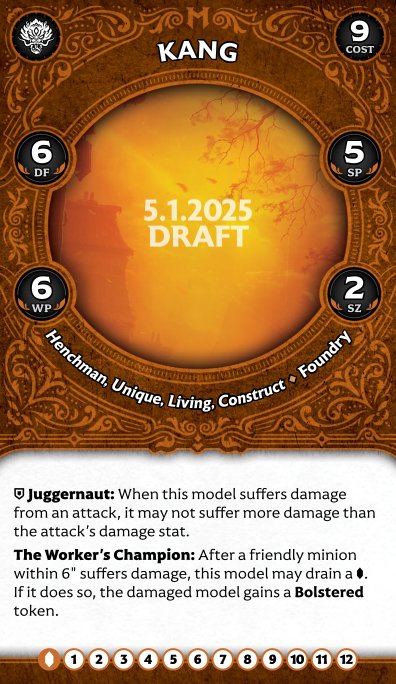 M
KANG
9
COST
6
DF
5
SP
5.1.2025
DRAFT
6
WP
2
SZ
Henchman, Unique, Living, Construct ♦ Foundry
Juggernaut: When this model suffers damage
from an attack, it may not suffer more damage than
the attack's damage stat.
The Worker's Champion: After a friendly minion
within 6" suffers damage, this model may drain a .
If it does so, the damaged model gains a Bolstered
token.
1 2 3 4 5 6 7 8 9 10 11 12